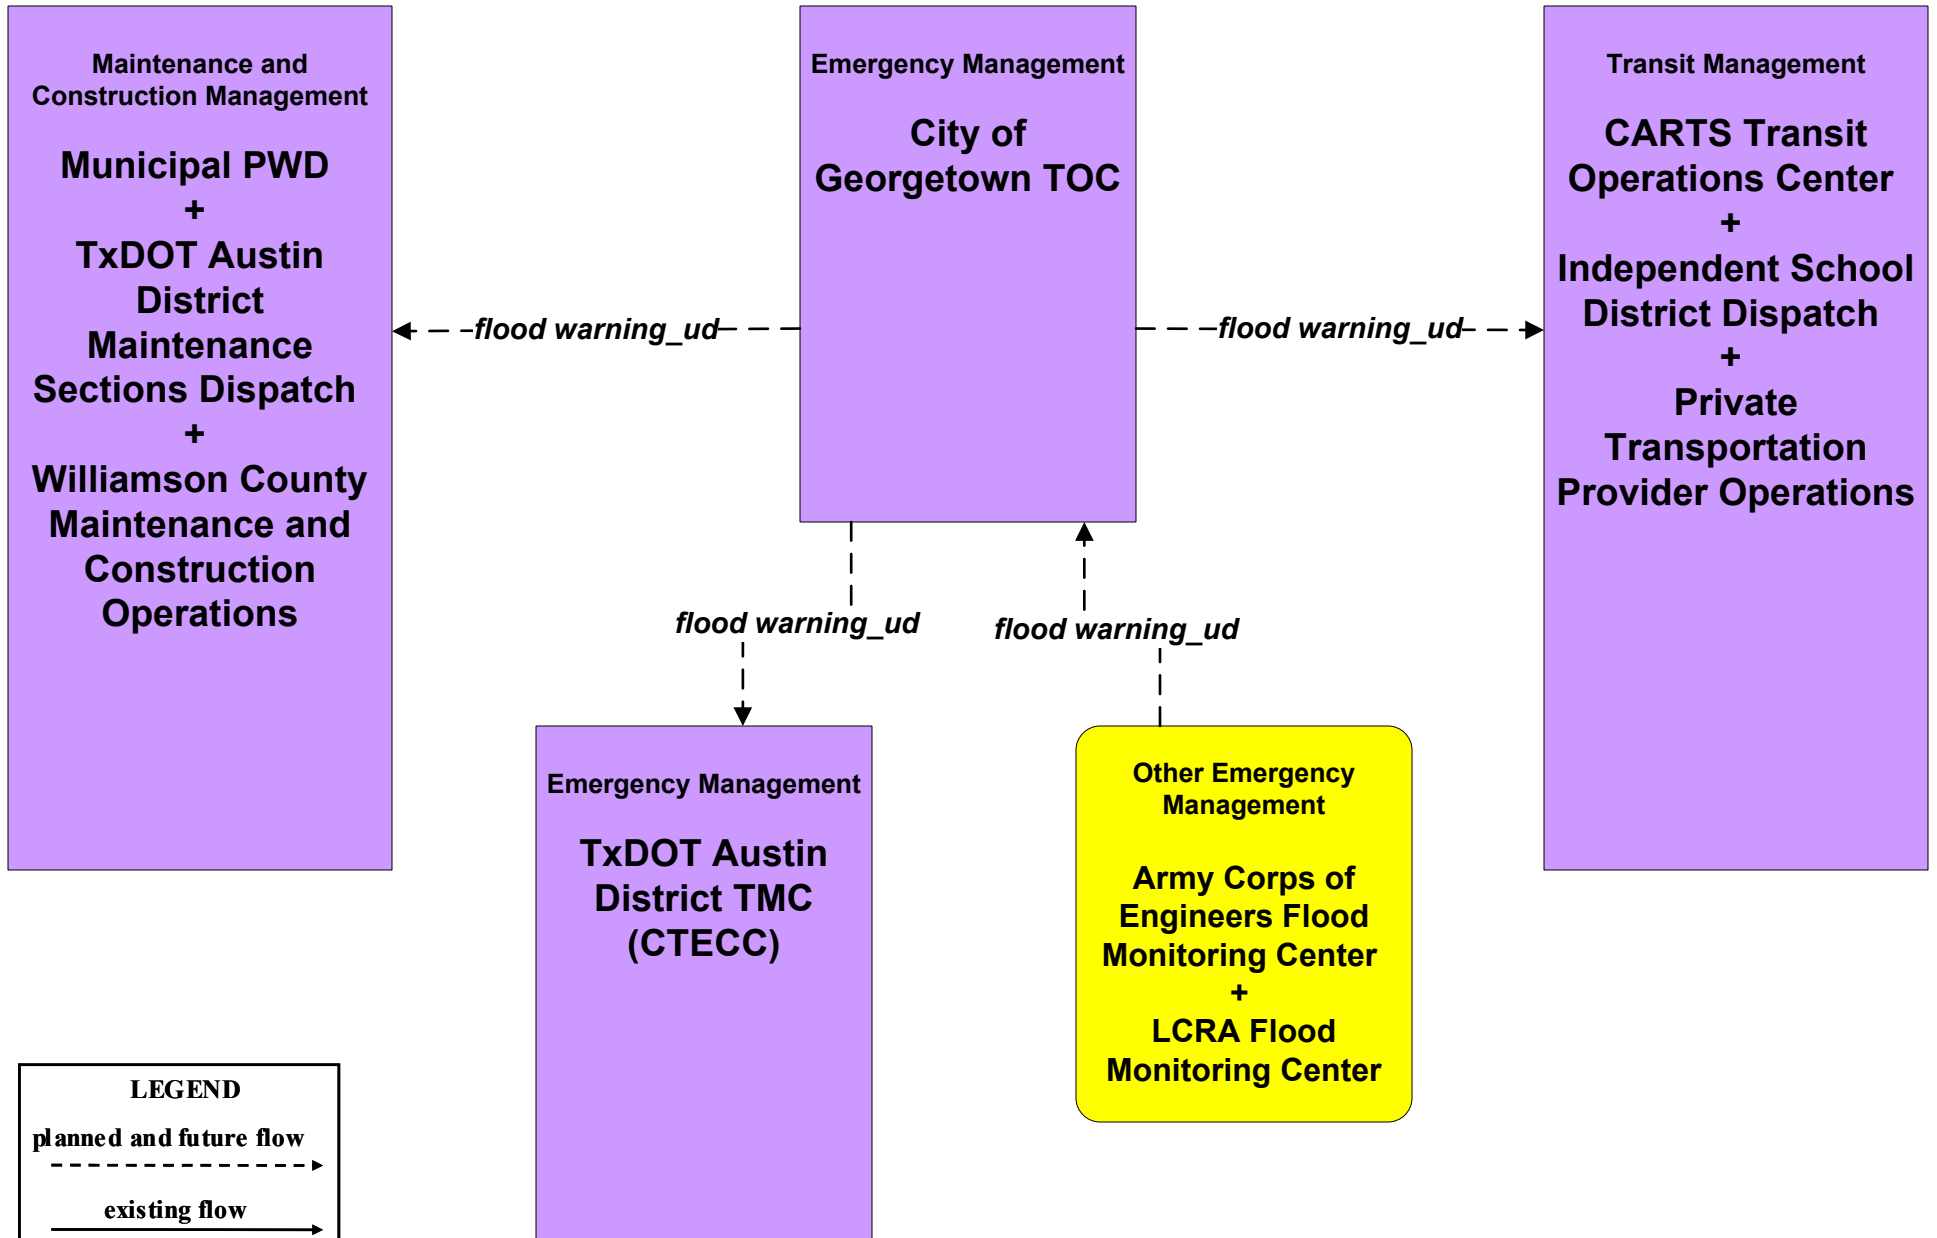 Maintenance and
Construction Management
Municipal PWD
+
TxDOT Austin
District
Maintenance
Sections Dispatch
+
Williamson County
Maintenance and
Construction
Operations
Emergency Management
City of
Georgetown TOC
Transit Management
CARTS Transit
Operations Center
+
Independent School
District Dispatch
+
Private
Transportation
Provider Operations
flood warning_ud
flood warning_ud
flood warning_ud
flood warning_ud
Emergency Management
TxDOT Austin
District TMC
(CTECC)
Other Emergency
Management
Army Corps of
Engineers Flood
Monitoring Center
+
LCRA Flood
Monitoring Center
LEGEND
planned and future flow
existing flow